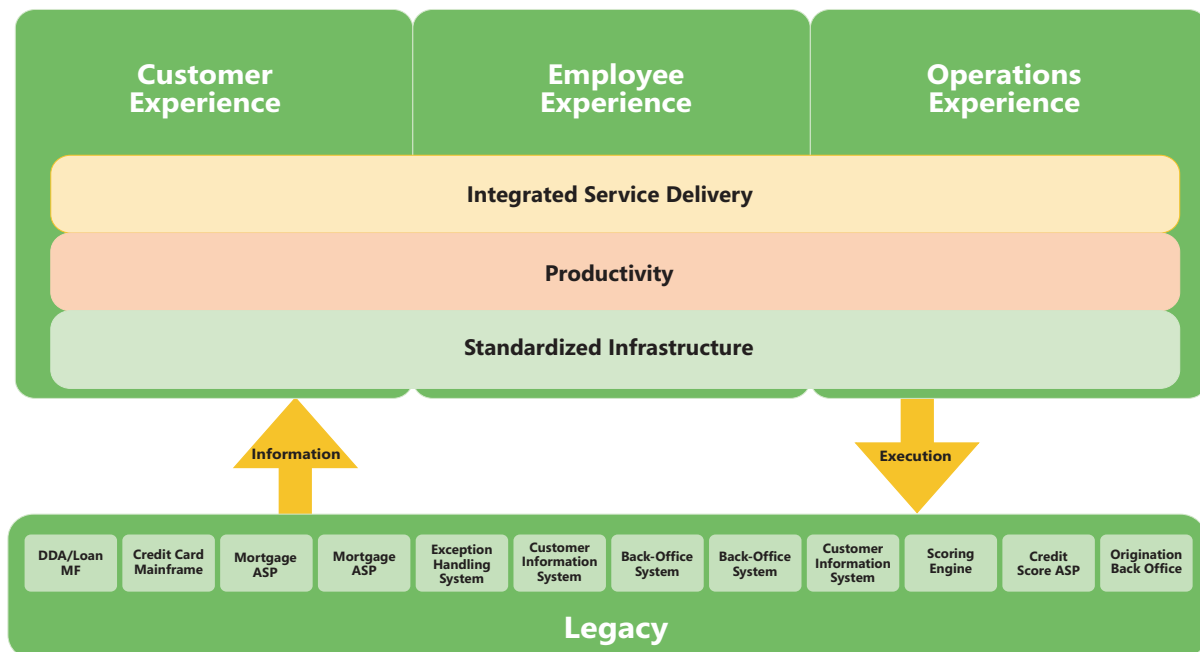 Customer
Experience
Employee
Experience
Operations
Experience
Integrated Service Delivery
Productivity
Standardized Infrastructure
Information
Execution
DDA/Loan
MF
Credit Card
Mainframe
Mortgage
ASP
Mortgage
ASP
Exception
Handling
System
Customer
Information
System
Back-Office
System
Back-Office
System
Customer
Information
System
Scoring
Engine
Credit
Score ASP
Origination
Back Office
Legacy